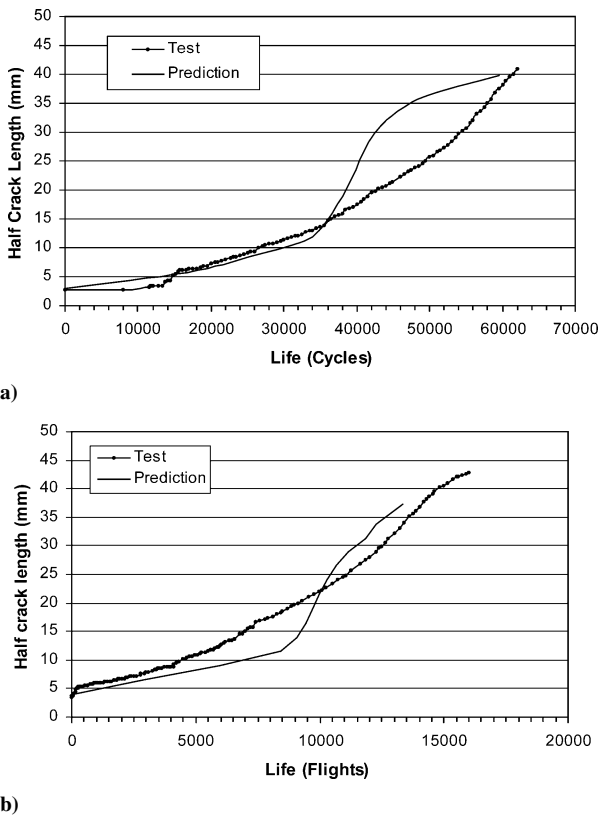 50
45
40
35
30
25
20
15
10
5
0
Half Crack Length (mm)
Test
Prediction
0 10000 20000 30000 40000 50000 60000 70000
Life (Cycles)
a)
50
45
40
35
30
25
20
15
10
5
0
Half crack length (mm)
Test
Prediction
0 5000 10000 15000 20000
Life (Flights)
b)